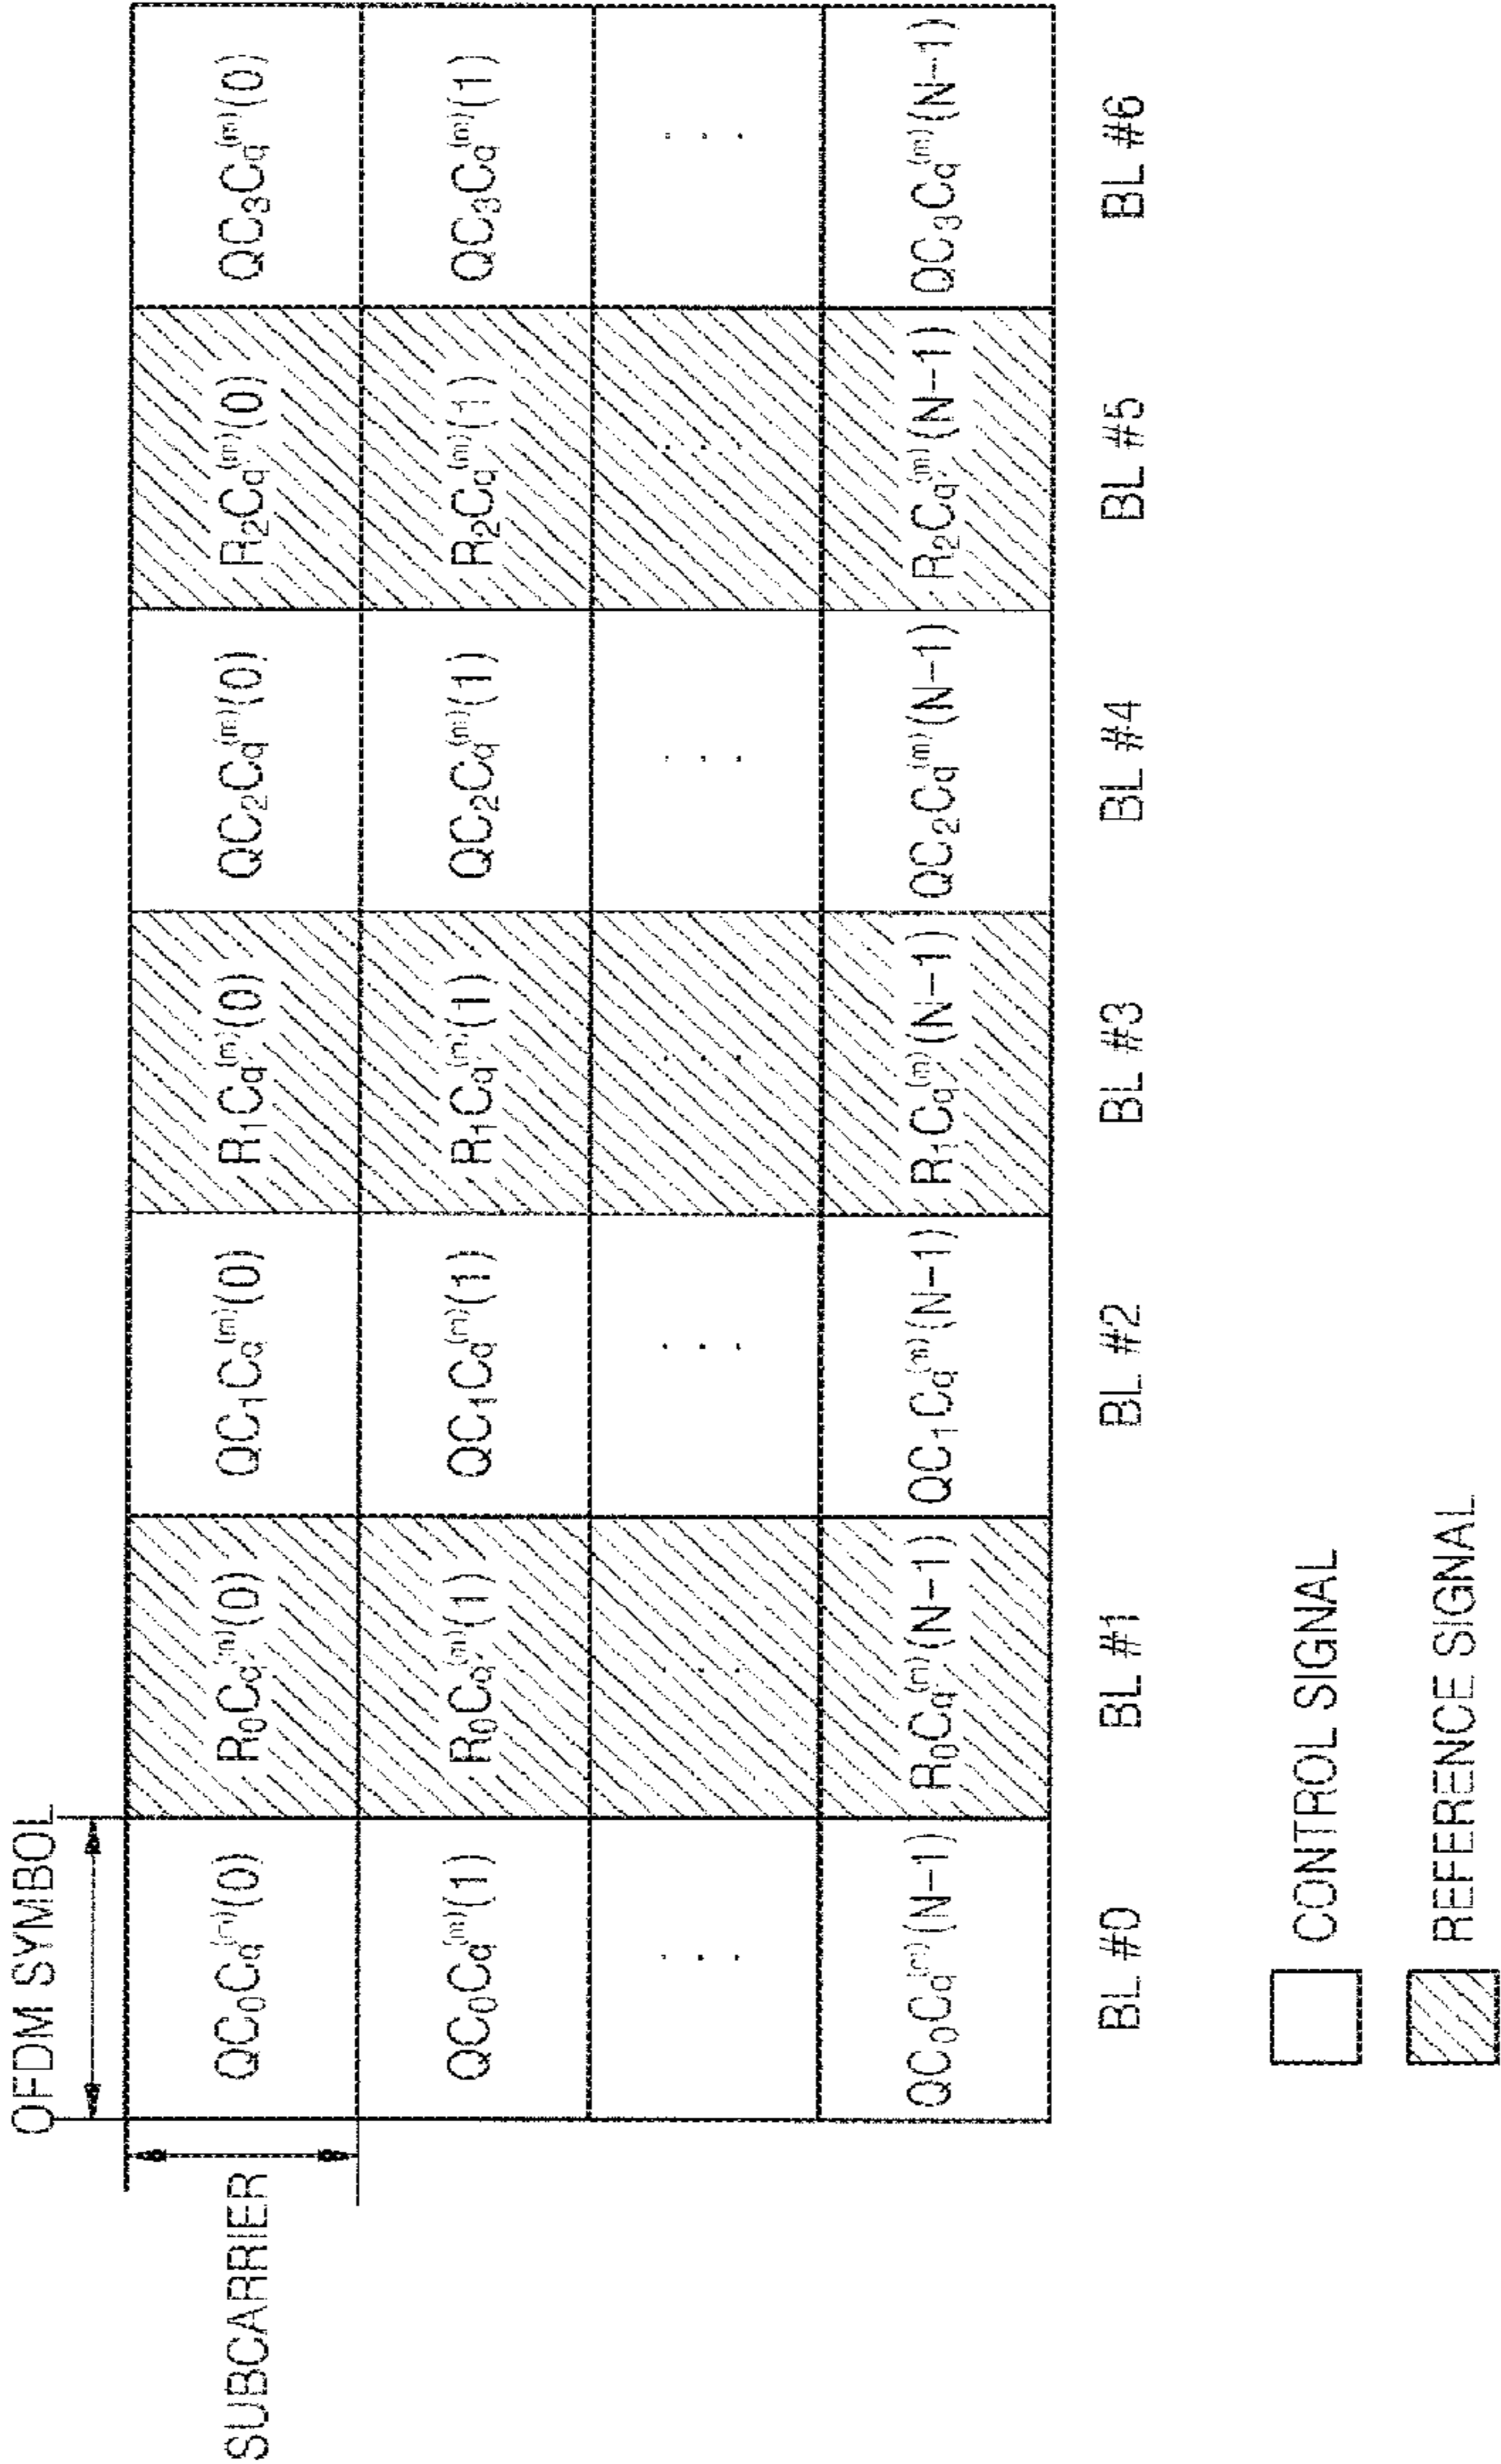 OFDM SYMBOL
SUBCARRIER
QC₀Cq⁽ᵐ⁾(0) R₀Cq⁽ᵐ⁾(0) QC₁Cq⁽ᵐ⁾(0) R₁Cq⁽ᵐ⁾(0) QC₂Cq⁽ᵐ⁾(0) R₂Cq⁽ᵐ⁾(0) QC₃Cq⁽ᵐ⁾(0)
QC₀Cq⁽ᵐ⁾(1) R₀Cq⁽ᵐ⁾(1) QC₁Cq⁽ᵐ⁾(1) R₁Cq⁽ᵐ⁾(1) QC₂Cq⁽ᵐ⁾(1) R₂Cq⁽ᵐ⁾(1) QC₃Cq⁽ᵐ⁾(1)
... ... ... ... ... ... ...
QC₀Cq⁽ᵐ⁾(N-1) R₀Cq⁽ᵐ⁾(N-1) QC₁Cq⁽ᵐ⁾(N-1) R₁Cq⁽ᵐ⁾(N-1) QC₂Cq⁽ᵐ⁾(N-1) R₂Cq⁽ᵐ⁾(N-1) QC₃Cq⁽ᵐ⁾(N-1)
BL #0 BL #1 BL #2 BL #3 BL #4 BL #5 BL #6
CONTROL SIGNAL
REFERENCE SIGNAL